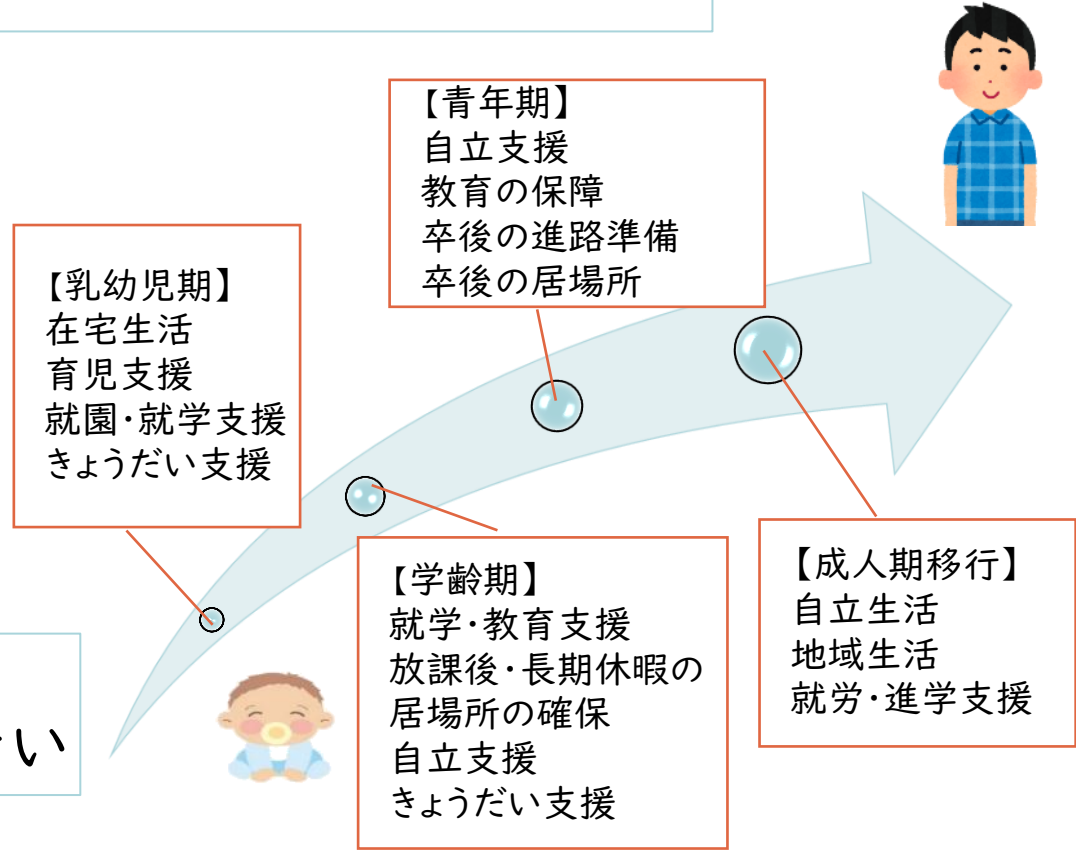 【青年期】
自立支援
教育の保障
卒後の進路準備
卒後の居場所
【乳幼児期】
在宅生活
育児支援
就園・就学支援
きょうだい支援
【学齢期】
就学・教育支援
放課後・長期休暇の
居場所の確保
自立支援
きょうだい支援
【成人期移行】
自立生活
地域生活
就労・進学支援
い